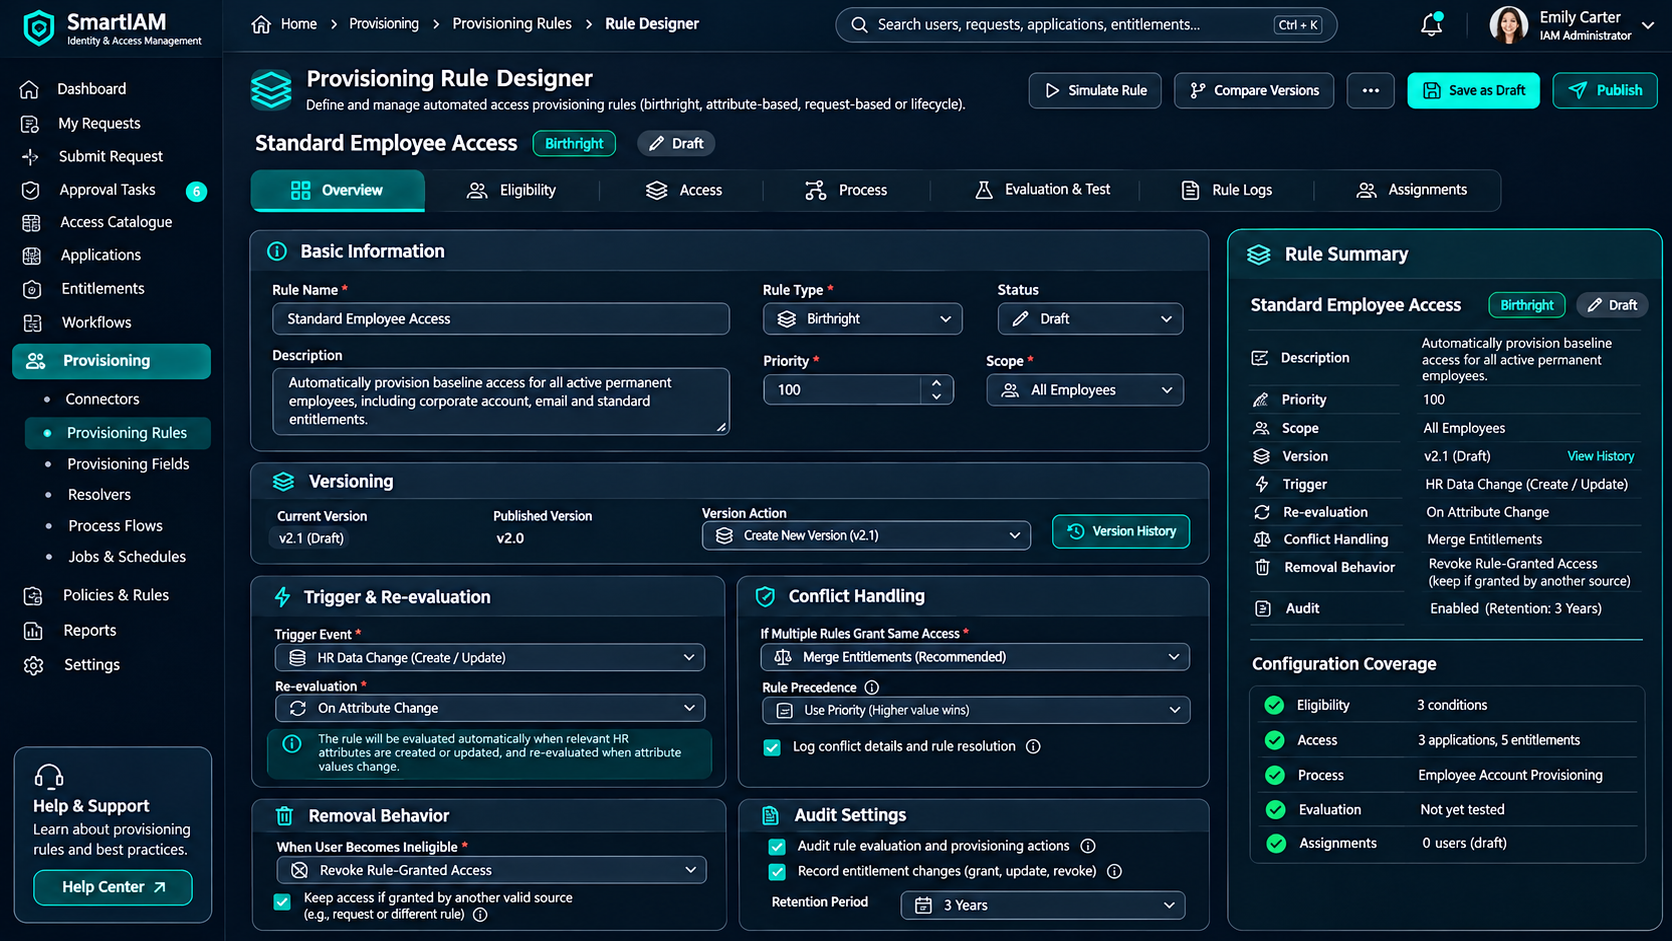 SmartIAM
Identity & Access Management
Home > Provisioning > Provisioning Rules > Rule Designer
Search users, requests, applications, entitlements... Ctrl + K
Emily Carter
IAM Administrator
Dashboard
My Requests
Submit Request
Approval Tasks 6
Access Catalogue
Applications
Entitlements
Workflows
Provisioning
Connectors
Provisioning Rules
Provisioning Fields
Resolvers
Process Flows
Jobs & Schedules
Policies & Rules
Reports
Settings
Help & Support
Learn about provisioning
rules and best practices.
Help Center
Provisioning Rule Designer
Define and manage automated access provisioning rules (birthright, attribute-based, request-based or lifecycle).
Simulate Rule
Compare Versions
...
Save as Draft
Publish
Standard Employee Access Birthright Draft
Overview
Eligibility
Access
Process
Evaluation & Test
Rule Logs
Assignments
Basic Information
Rule Name *
Standard Employee Access
Rule Type *
Birthright
Status
Draft
Description
Automatically provision baseline access for all active permanent
employees, including corporate account, email and standard
entitlements.
Priority *
100
Scope *
All Employees
Versioning
Current Version
v2.1 (Draft)
Published Version
v2.0
Version Action
Create New Version (v2.1)
Version History
Trigger & Re-evaluation
Trigger Event *
HR Data Change (Create / Update)
Re-evaluation *
On Attribute Change
The rule will be evaluated automatically when relevant HR
attributes are created or updated, and re-evaluated when attribute
values change.
Conflict Handling
If Multiple Rules Grant Same Access *
Merge Entitlements (Recommended)
Rule Precedence
Use Priority (Higher value wins)
Log conflict details and rule resolution
Removal Behavior
When User Becomes Ineligible *
Revoke Rule-Granted Access
Keep access if granted by another valid source
(e.g., request or different rule)
Audit Settings
Audit rule evaluation and provisioning actions
Record entitlement changes (grant, update, revoke)
Retention Period
3 Years
Rule Summary
Standard Employee Access Birthright Draft
Description
Automatically provision baseline
access for all active permanent
employees.
Priority 100
Scope All Employees
Version v2.1 (Draft) View History
Trigger HR Data Change (Create / Update)
Re-evaluation On Attribute Change
Conflict Handling Merge Entitlements
Removal Behavior Revoke Rule-Granted Access
(keep if granted by another source)
Audit Enabled (Retention: 3 Years)
Configuration Coverage
Eligibility 3 conditions
Access 3 applications, 5 entitlements
Process Employee Account Provisioning
Evaluation Not yet tested
Assignments 0 users (draft)